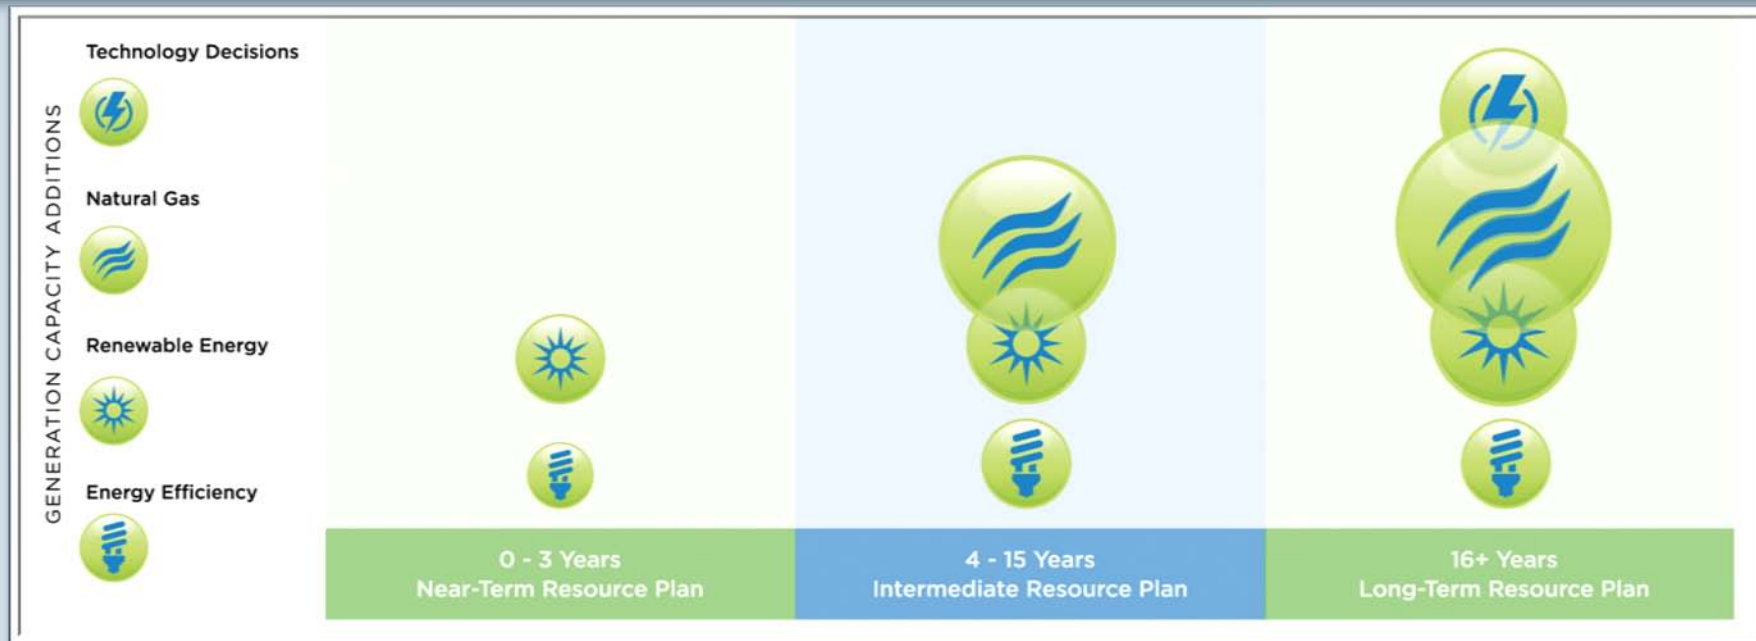 GENERATION CAPACITY ADDITIONS
Technology Decisions
Natural Gas
Renewable Energy
Energy Efficiency
0 - 3 Years
Near-Term Resource Plan
4 - 15 Years
Intermediate Resource Plan
16+ Years
Long-Term Resource Plan